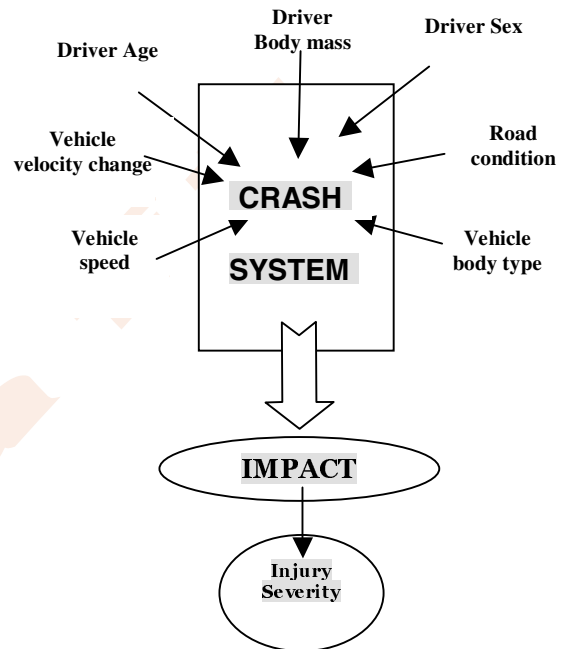 Driver
Body mass
Driver Sex
Driver Age
Vehicle
velocity change
Road
condition
CRASH
Vehicle
speed
Vehicle
body type
SYSTEM
IMPACT
Injury
Severity